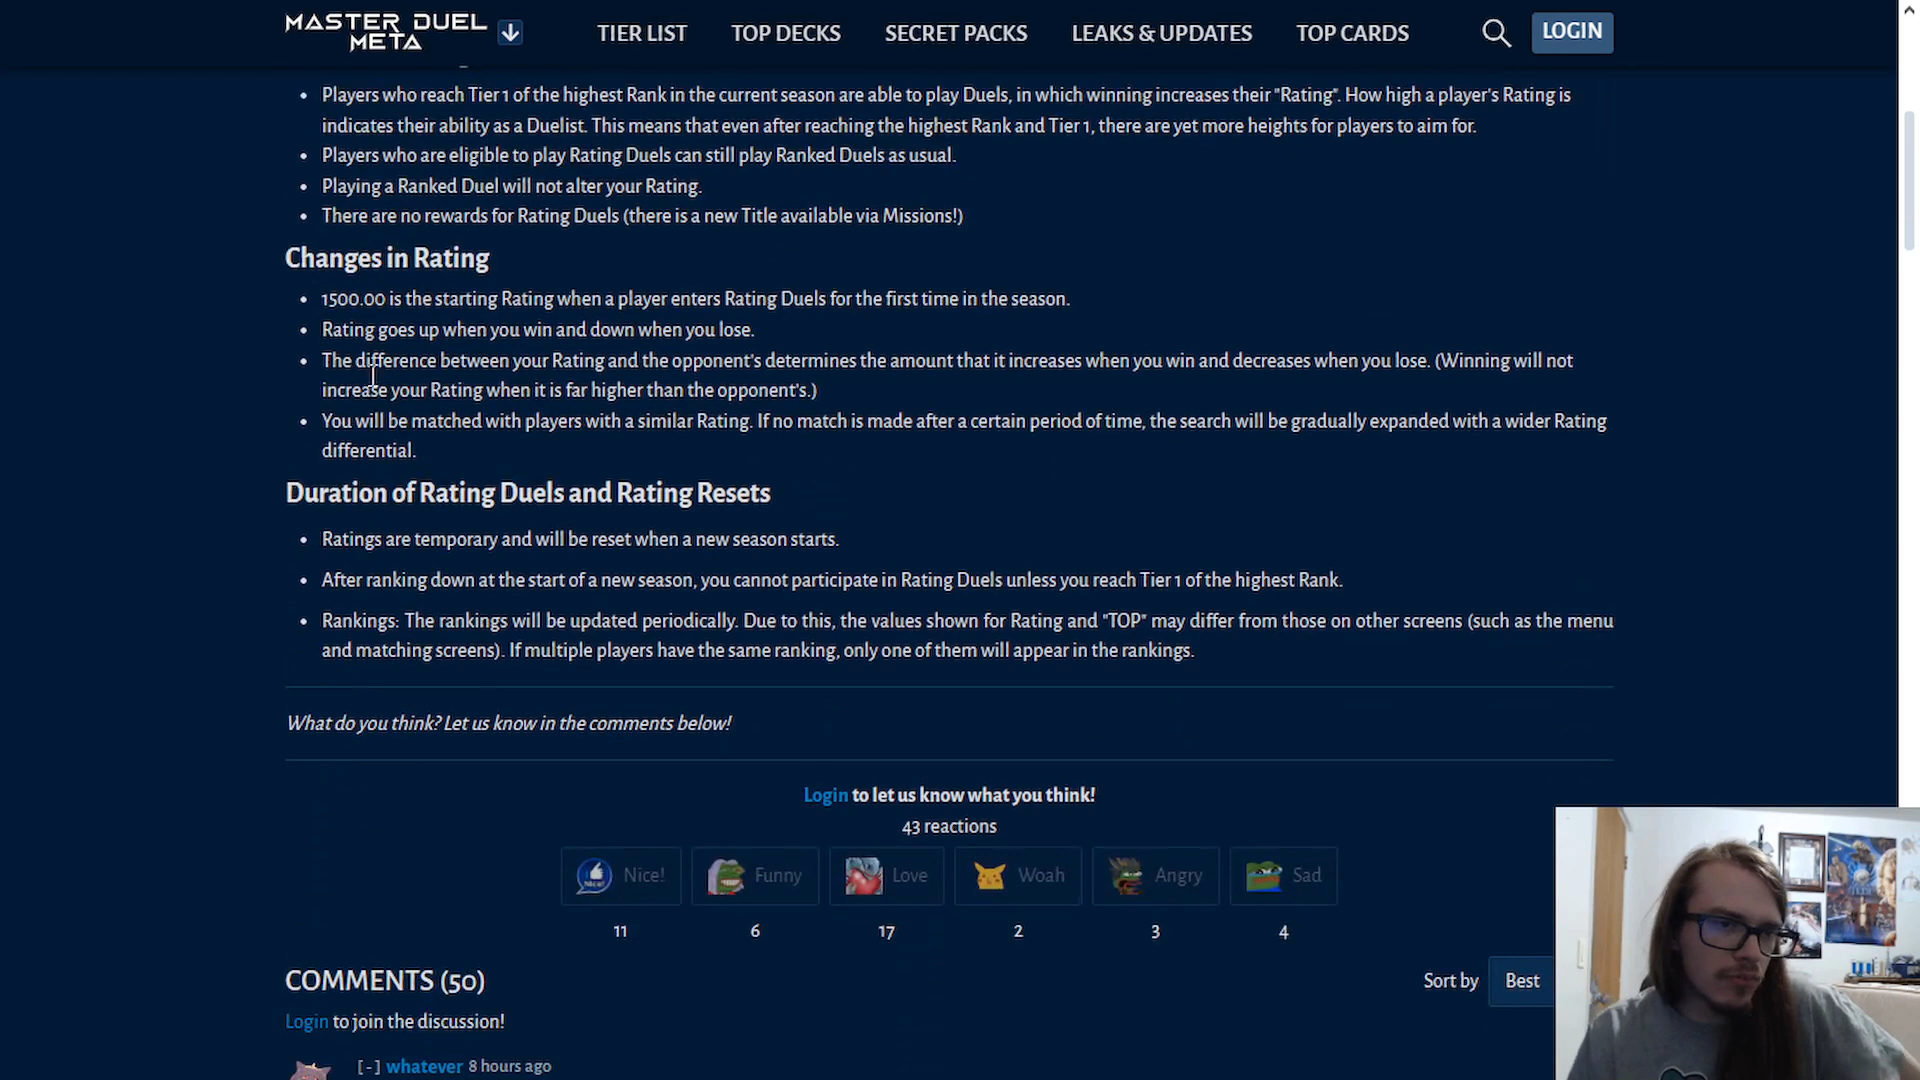 MASTER DUEL
META
TIER LIST
TOP DECKS
SECRET PACKS
LEAKS & UPDATES
TOP CARDS
LOGIN
• Players who reach Tier 1 of the highest Rank in the current season are able to play Duels, in which winning increases their "Rating". How high a player's Rating is
indicates their ability as a Duelist. This means that even after reaching the highest Rank and Tier 1, there are yet more heights for players to aim for.
• Players who are eligible to play Rating Duels can still play Ranked Duels as usual.
• Playing a Ranked Duel will not alter your Rating.
• There are no rewards for Rating Duels (there is a new Title available via Missions!)
Changes in Rating
• 1500.00 is the starting Rating when a player enters Rating Duels for the first time in the season.
• Rating goes up when you win and down when you lose.
• The difference between your Rating and the opponent's determines the amount that it increases when you win and decreases when you lose. (Winning will not
increase your Rating when it is far higher than the opponent's.)
• You will be matched with players with a similar Rating. If no match is made after a certain period of time, the search will be gradually expanded with a wider Rating
differential.
Duration of Rating Duels and Rating Resets
• Ratings are temporary and will be reset when a new season starts.
• After ranking down at the start of a new season, you cannot participate in Rating Duels unless you reach Tier 1 of the highest Rank.
• Rankings: The rankings will be updated periodically. Due to this, the values shown for Rating and "TOP" may differ from those on other screens (such as the menu
and matching screens). If multiple players have the same ranking, only one of them will appear in the rankings.
What do you think? Let us know in the comments below!
Login to let us know what you think!
43 reactions
Nice!
Funny
Love
Woah
Angry
Sad
11
6
17
2
3
4
COMMENTS (50)
Sort by
Best
Login to join the discussion!
[-] whatever 8 hours ago